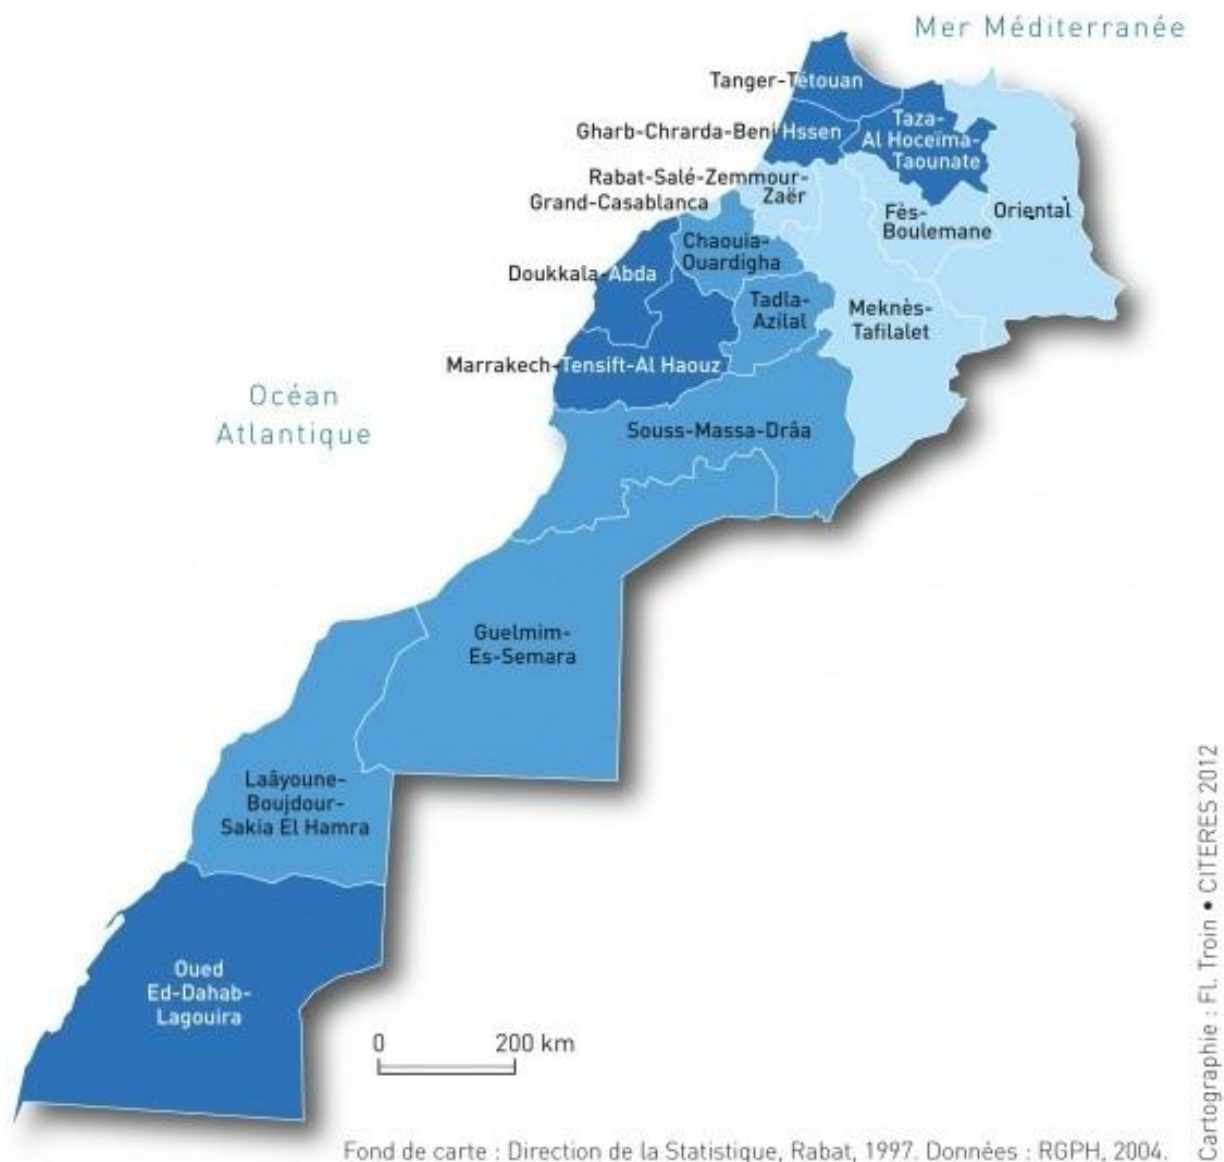 Mer Méditerranée
Tanger-Tétouan
Gharb-Chrarda-Beni Hssen
Taza-
Al Hoceïma-
Taounate
Rabat-Salé-Zemmour-
Zaër
Grand-Casablanca
Fès-
Boulemane
Oriental
Chaouia-
Ouardigha
Doukkala-Abda
Tadla-
Azilal
Meknès-
Tafilalet
Marrakech-Tensift-Al Haouz
Océan
Atlantique
Souss-Massa-Drâa
Guelmim-
Es-Semara
Laâyoune-
Boujdour-
Sakia El Hamra
Oued
Ed-Dahab-
Lagouira
0 200 km
Fond de carte : Direction de la Statistique, Rabat, 1997. Données : RGPH, 2004.
Cartographie : Fl. Troin • CITERES 2012